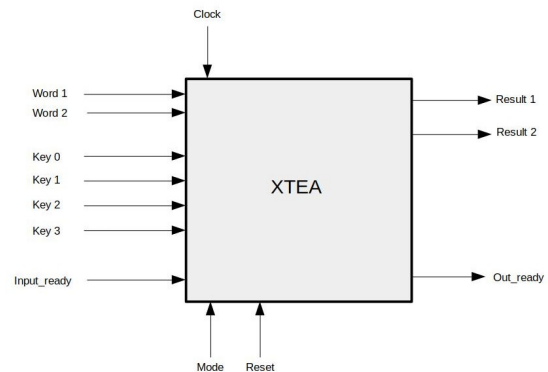 Clock
Word 1
Word 2
Key 0
Key 1
Key 2
Key 3
Input_ready
XTEA
Result 1
Result 2
Out_ready
Mode
Reset